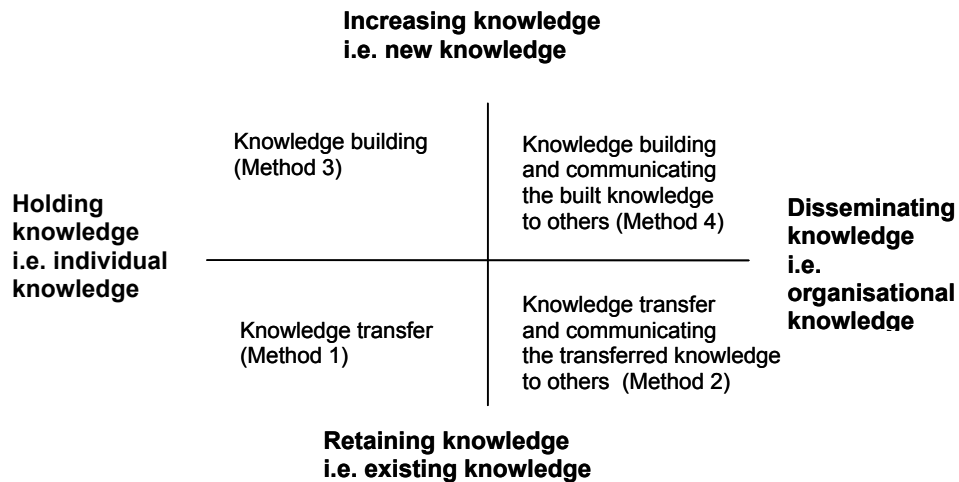 Increasing knowledge
i.e. new knowledge
Knowledge building
(Method 3)
Knowledge building
and communicating
the built knowledge
to others (Method 4)
Holding
knowledge
i.e. individual
knowledge
Disseminating
knowledge
i.e.
organisational
knowledge
Knowledge transfer
(Method 1)
Knowledge transfer
and communicating
the transferred knowledge
to others (Method 2)
Retaining knowledge
i.e. existing knowledge